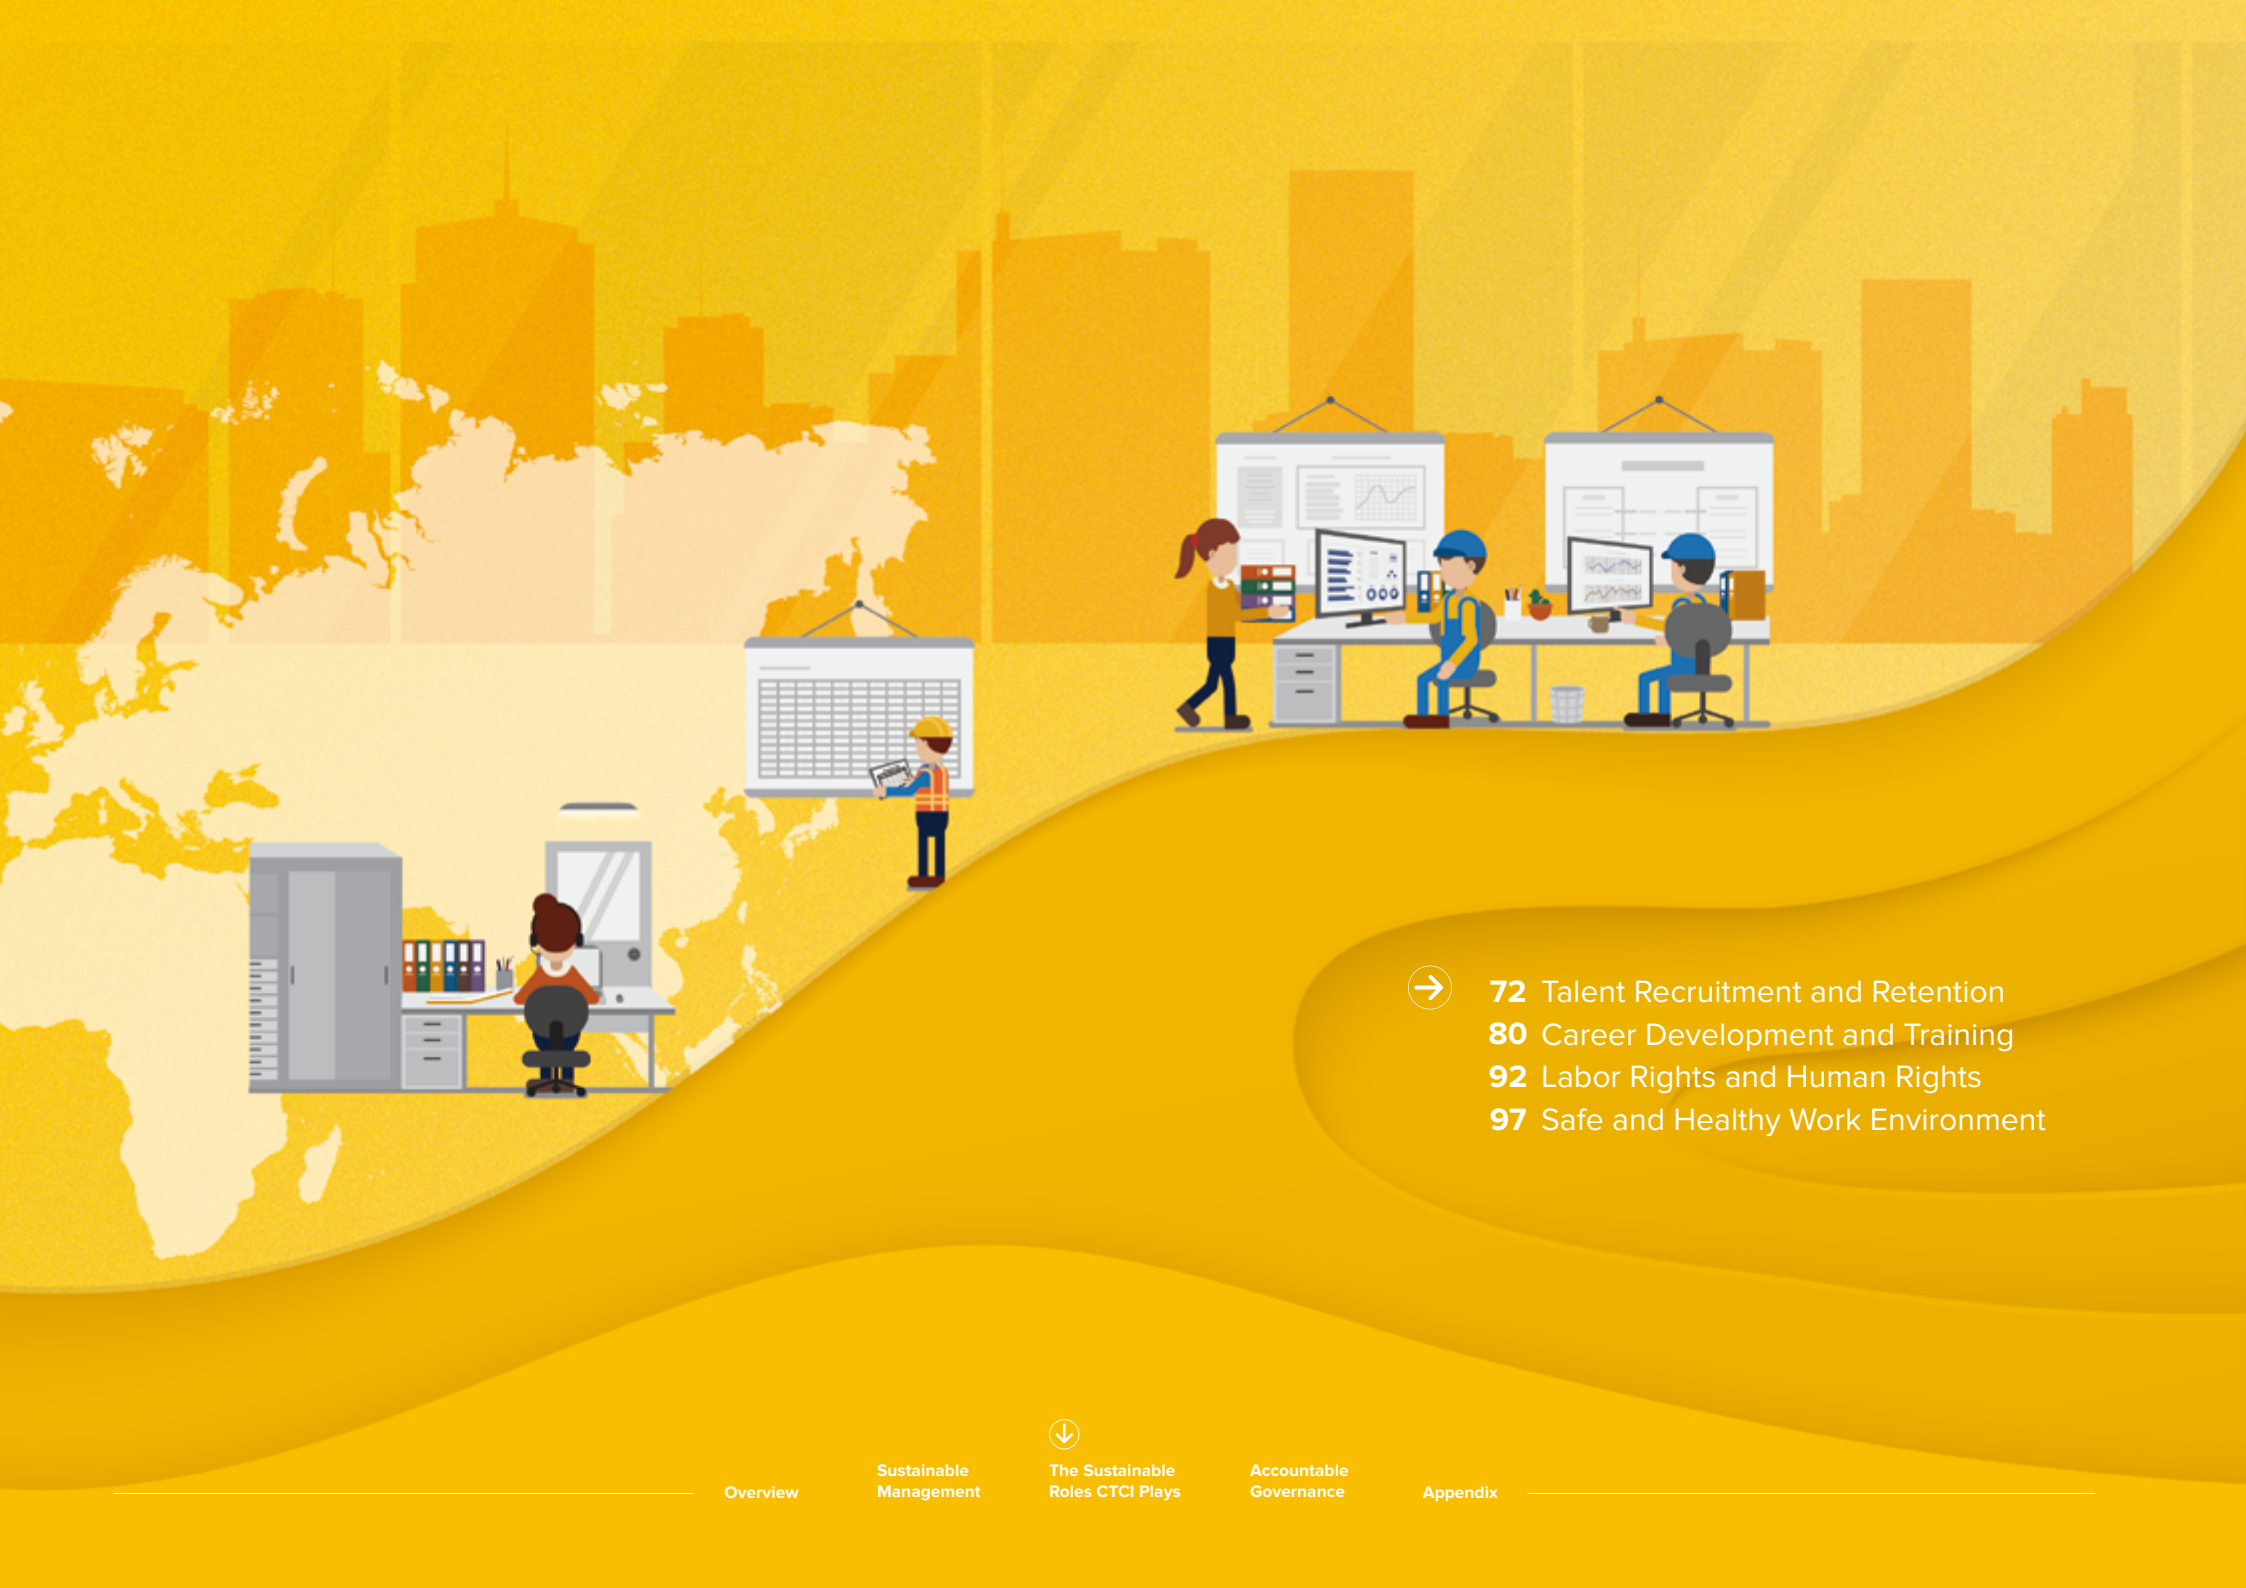 72 Talent Recruitment and Retention
80 Career Development and Training
92 Labor Rights and Human Rights
97 Safe and Healthy Work Environment
Overview
Sustainable
Management
The Sustainable
Roles CTCI Plays
Accountable
Governance
Appendix